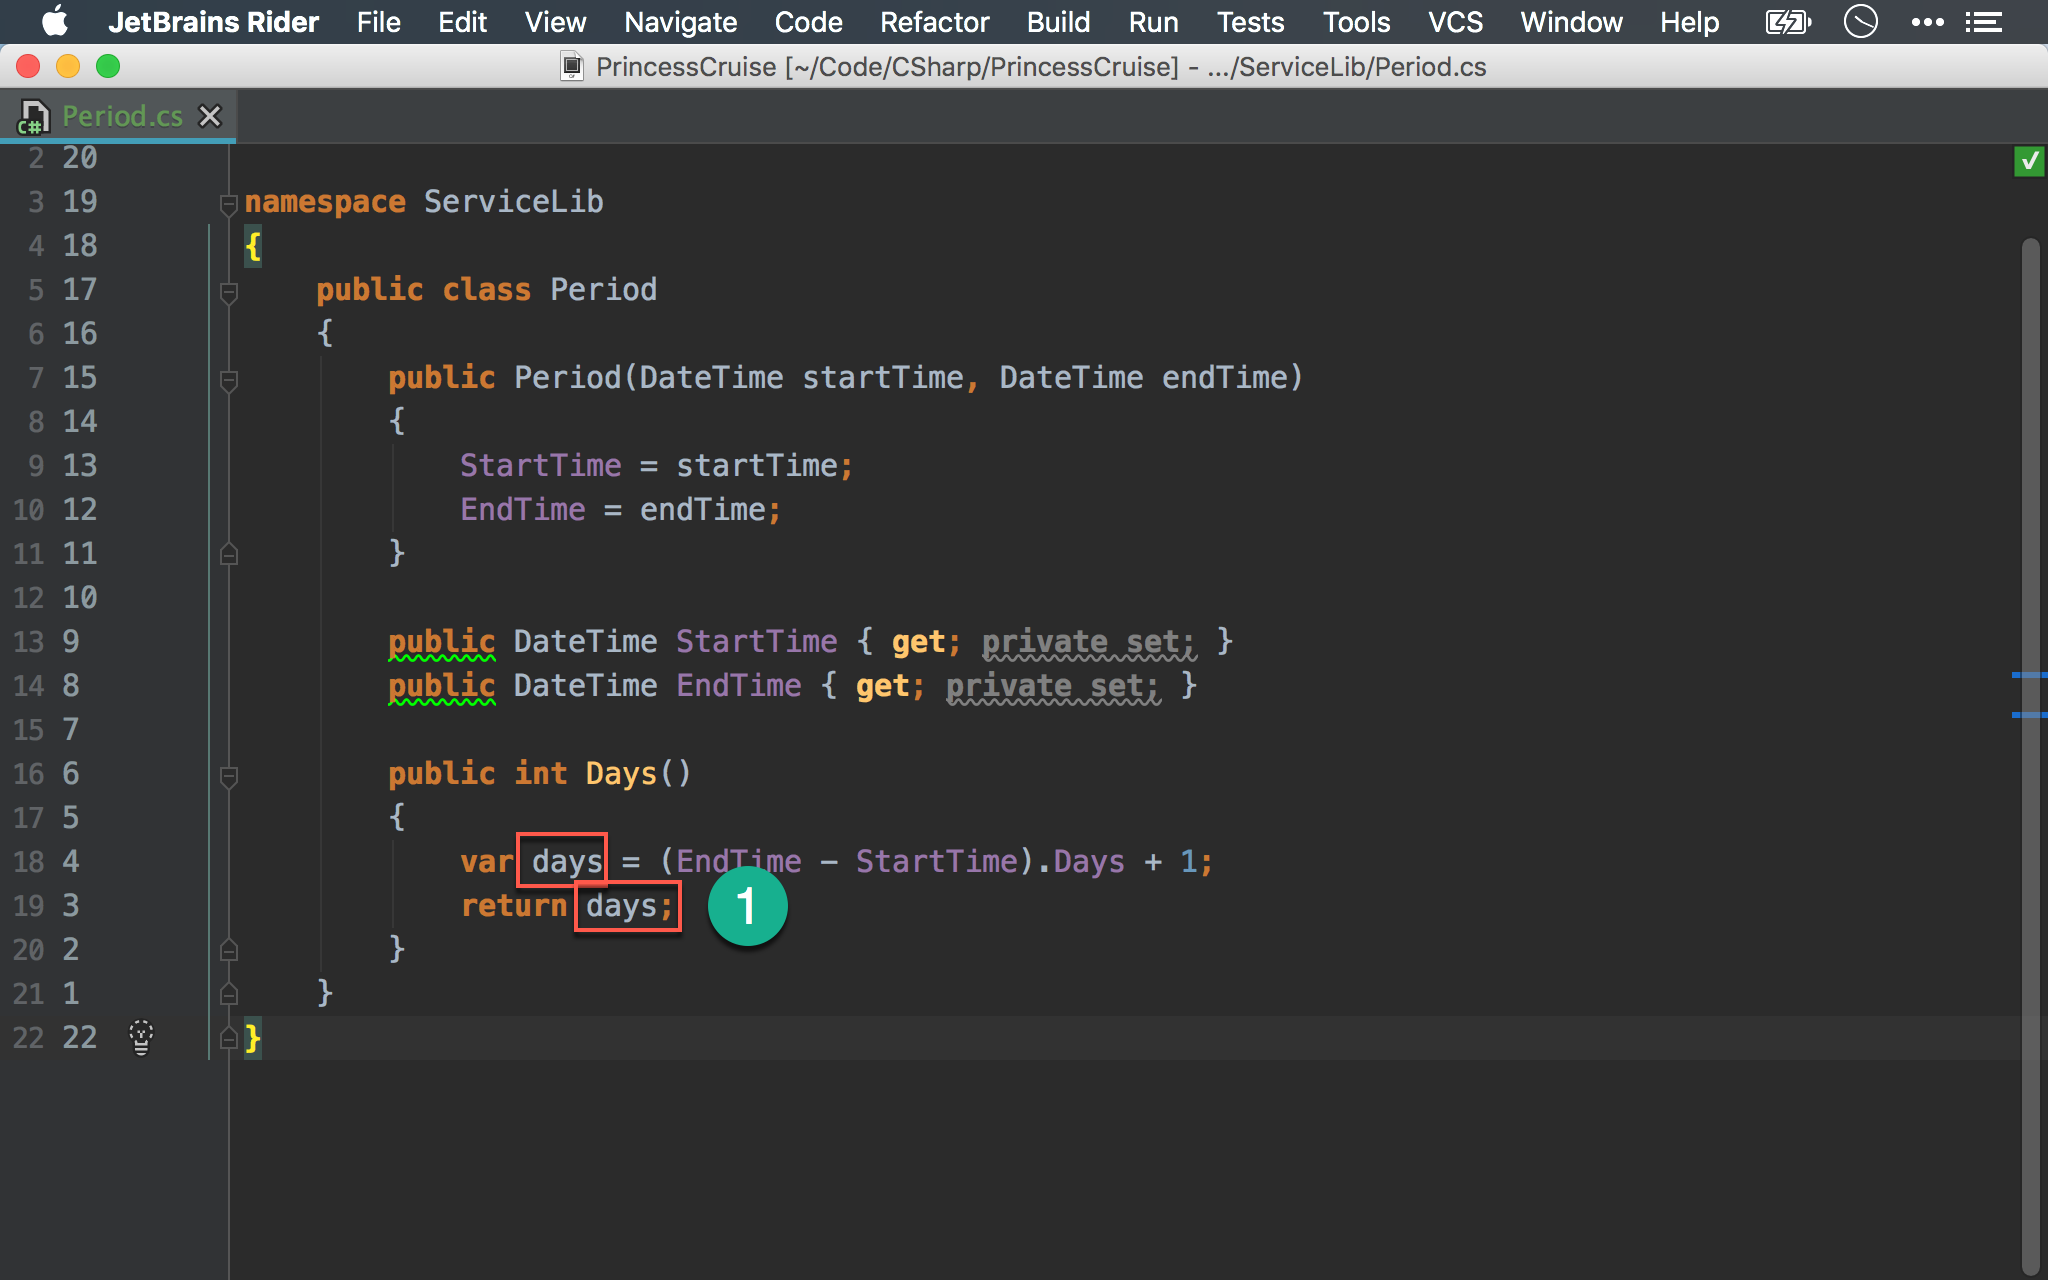 JetBrains Rider File Edit View Navigate Code Refactor Build Run Tests Tools VCS Window Help
PrincessCruise [~/Code/CSharp/PrincessCruise] - .../ServiceLib/Period.cs
C# Period.cs
2 20
3 19 namespace ServiceLib
4 18 {
5 17 public class Period
6 16 {
7 15 public Period(DateTime startTime, DateTime endTime)
8 14 {
9 13 StartTime = startTime;
10 12 EndTime = endTime;
11 11 }
12 10
13 9 public DateTime StartTime { get; private set; }
14 8 public DateTime EndTime { get; private set; }
15 7
16 6 public int Days()
17 5 {
18 4 var days = (EndTime - StartTime).Days + 1;
19 3 return days; 1
20 2 }
21 1 }
22 22 }